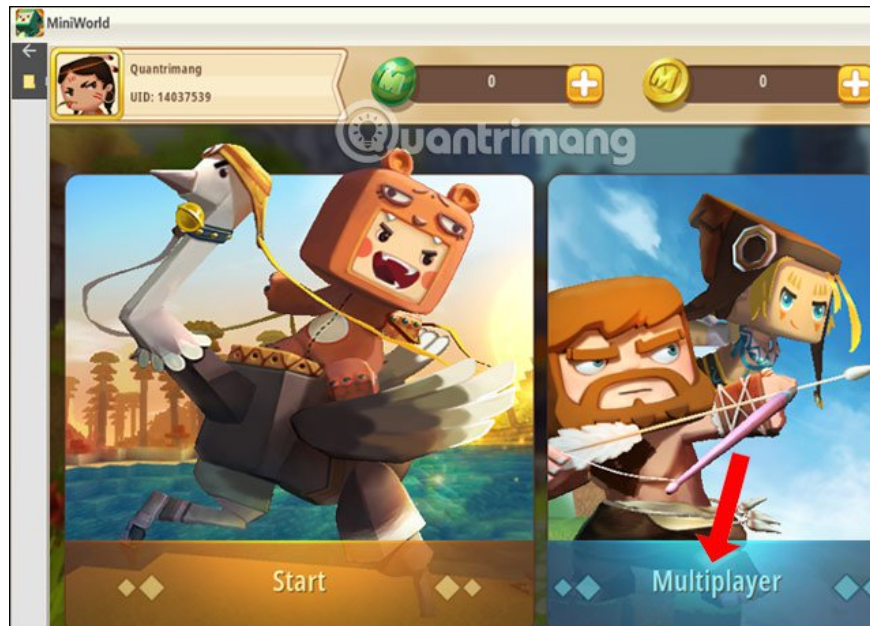 MiniWorld
Quantrimang
UID: 14037539
0
0
Quantrimang
Start
Multiplayer